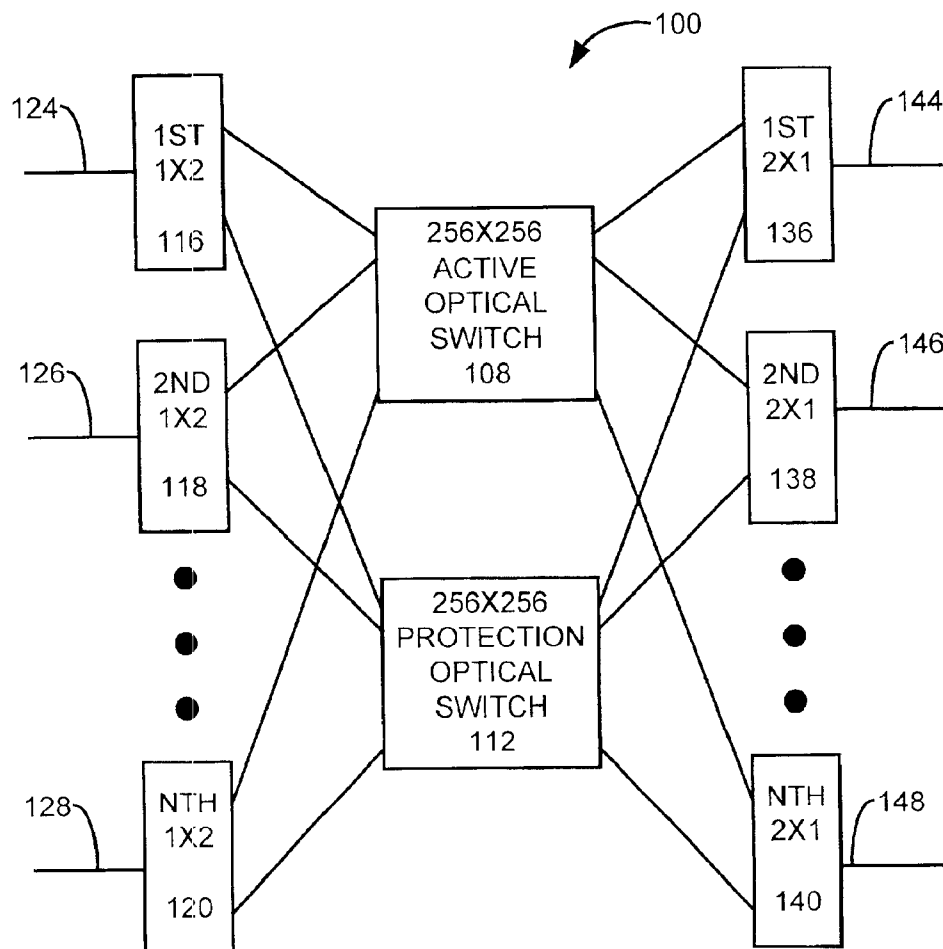 100
124
1ST
1X2
116
144
1ST
2X1
136
256X256
ACTIVE
OPTICAL
SWITCH
108
126
2ND
1X2
118
146
2ND
2X1
138
256X256
PROTECTION
OPTICAL
SWITCH
112
128
NTH
1X2
120
148
NTH
2X1
140